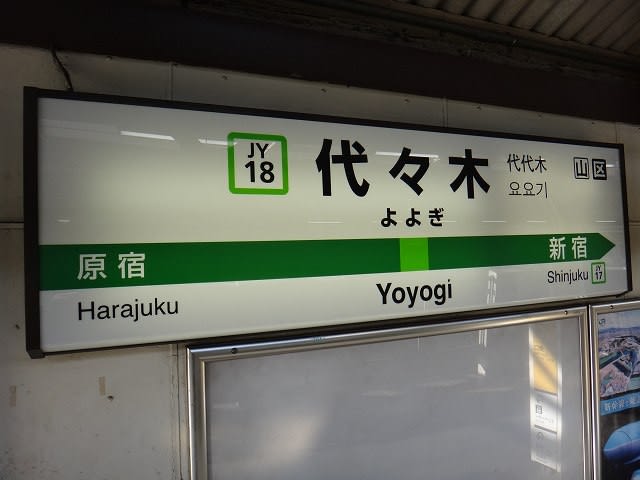 JY
18
代々木
代代木
요요기
山 区
よよぎ
原宿
新宿
Harajuku
Yoyogi
Shinjuku
JY
17